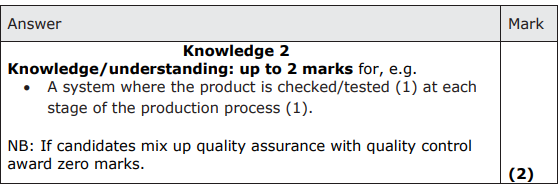 Answer Mark
Knowledge 2
Knowledge/understanding: up to 2 marks for, e.g.
• A system where the product is checked/tested (1) at each
stage of the production process (1).
NB: If candidates mix up quality assurance with quality control
award zero marks.
(2)